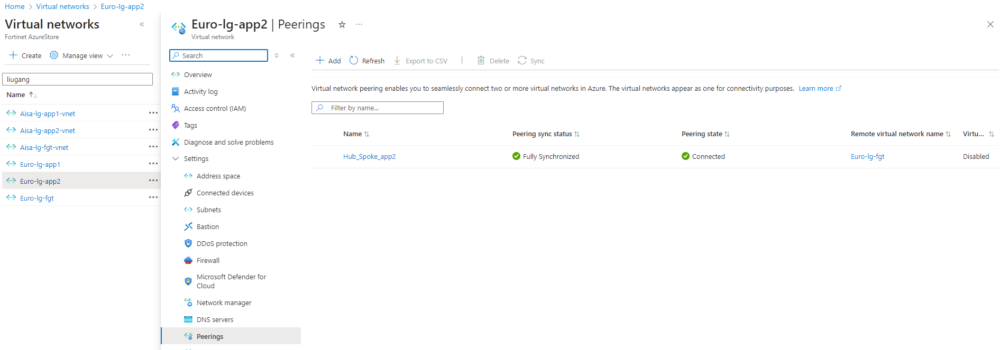 Home > Virtual networks > Euro-lg-app2
Virtual networks «
Fortinet AzureStore
Create Manage view ...
liugang
Name
Aisa-lg-app1-vnet ...
Aisa-lg-app2-vnet ...
Aisa-lg-fgt-vnet ...
Euro-lg-app1 ...
Euro-lg-app2 ...
Euro-lg-fgt ...
Euro-lg-app2 | Peerings ...
Virtual network
Search «
Overview
Activity log
Access control (IAM)
Tags
Diagnose and solve problems
Settings
Address space
Connected devices
Subnets
Bastion
DDoS protection
Firewall
Microsoft Defender for
Cloud
Network manager
DNS servers
Peerings
Add Refresh Export to CSV | Delete Sync
Virtual network peering enables you to seamlessly connect two or more virtual networks in Azure. The virtual networks appear as one for connectivity purposes. Learn more
Filter by name...
Name Peering sync status Peering state Remote virtual network name Virtu...
Hub_Spoke_app2 Fully Synchronized Connected Euro-lg-fgt Disabled